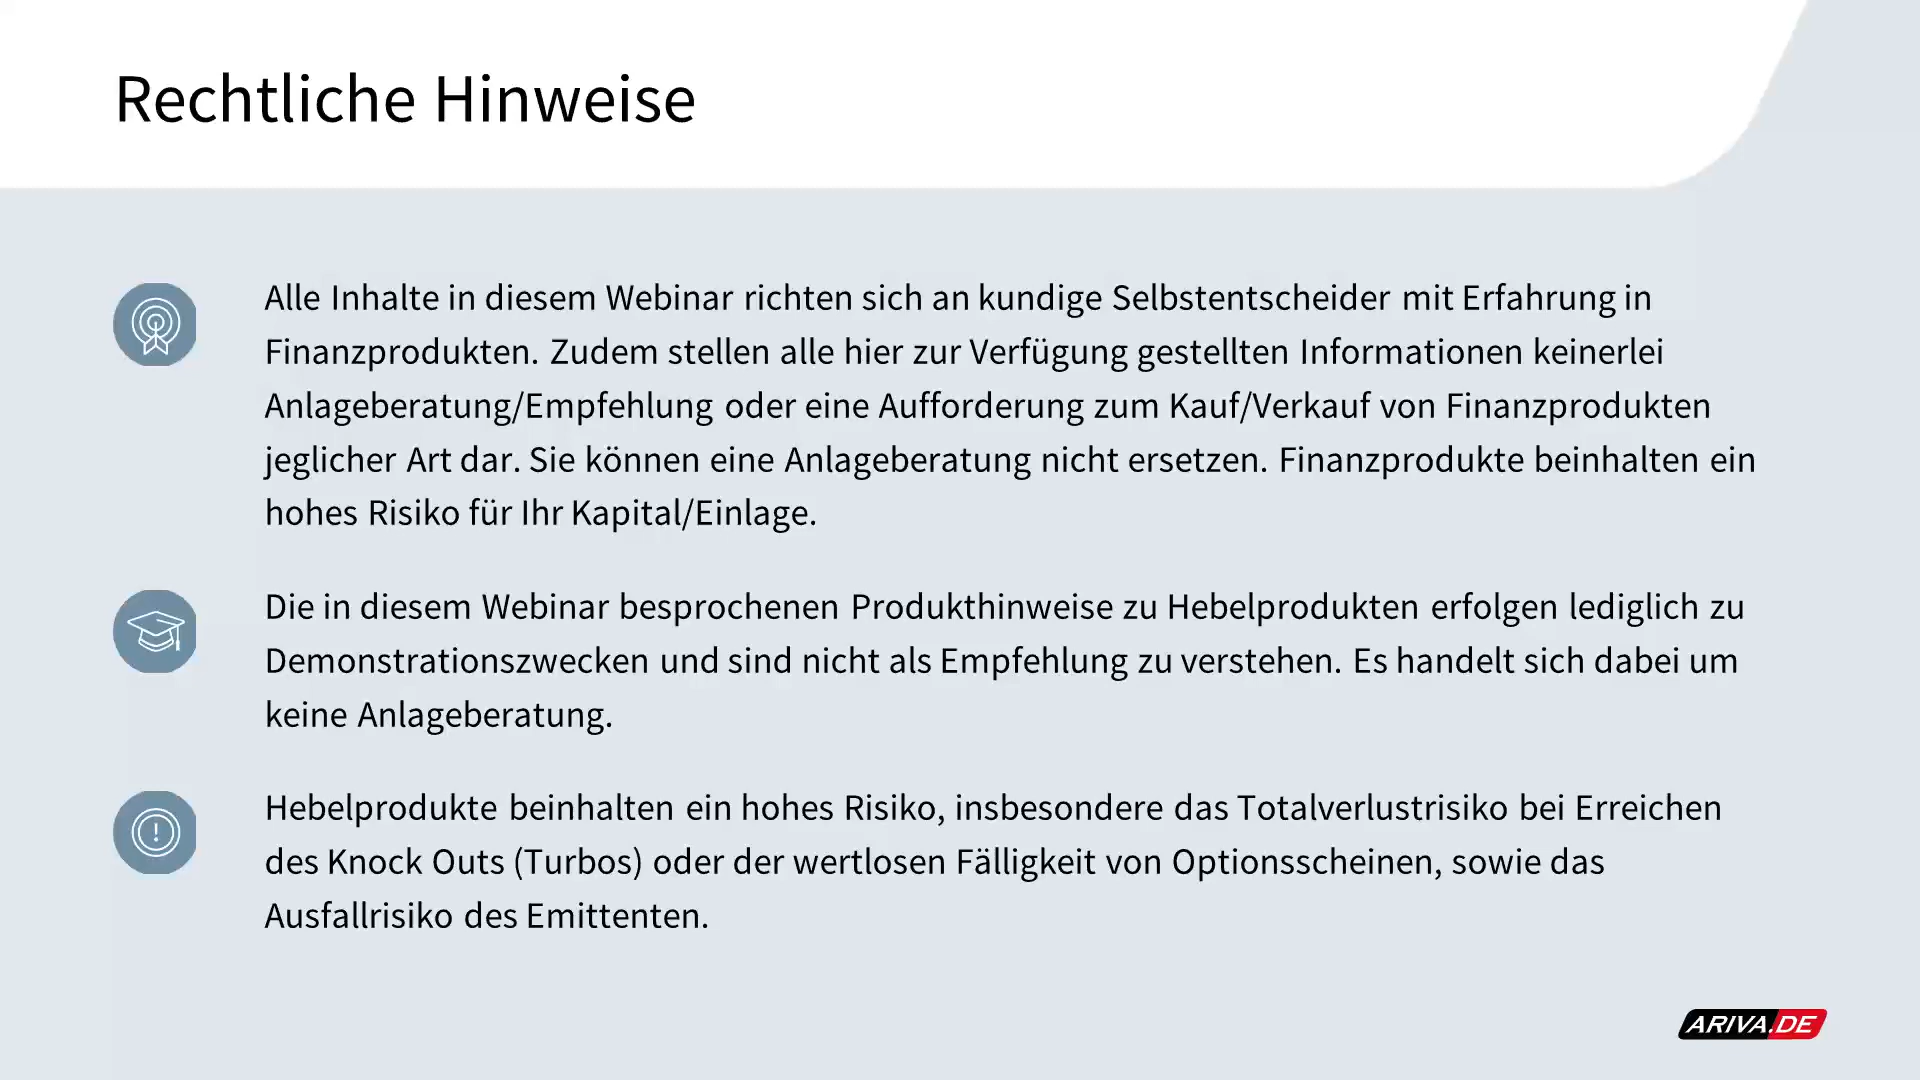 Rechtliche Hinweise
Alle Inhalte in diesem Webinar richten sich an kundige Selbstentscheider mit Erfahrung in
Finanzprodukten. Zudem stellen alle hier zur Verfügung gestellten Informationen keinerlei
Anlageberatung/Empfehlung oder eine Aufforderung zum Kauf/Verkauf von Finanzprodukten
jeglicher Art dar. Sie können eine Anlageberatung nicht ersetzen. Finanzprodukte beinhalten ein
hohes Risiko für Ihr Kapital/Einlage.
Die in diesem Webinar besprochenen Produkthinweise zu Hebelprodukten erfolgen lediglich zu
Demonstrationszwecken und sind nicht als Empfehlung zu verstehen. Es handelt sich dabei um
keine Anlageberatung.
Hebelprodukte beinhalten ein hohes Risiko, insbesondere das Totalverlustrisiko bei Erreichen
des Knock Outs (Turbos) oder der wertlosen Fälligkeit von Optionsscheinen, sowie das
Ausfallrisiko des Emittenten.
ARIVA.DE